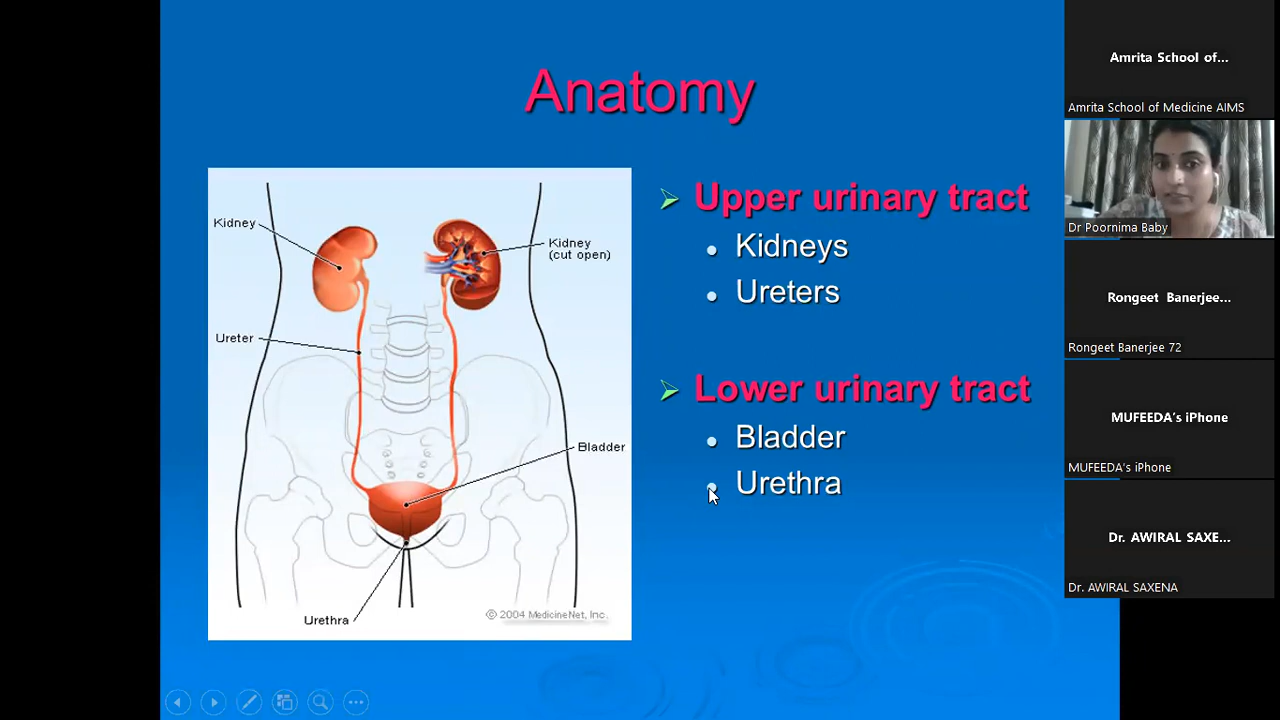 Anatomy
Kidney
Kidney
(cut open)
Ureter
Bladder
Urethra
© 2004 MedicineNet, Inc.
Upper urinary tract
Kidneys
Ureters
Lower urinary tract
Bladder
Urethra
Amrita School of...
Amrita School of Medicine AIMS
Dr Poornima Baby
Rongeet Banerjee...
Rongeet Banerjee 72
MUFEEDA's iPhone
MUFEEDA's iPhone
Dr. AWIRAL SAXE...
Dr. AWIRAL SAXENA